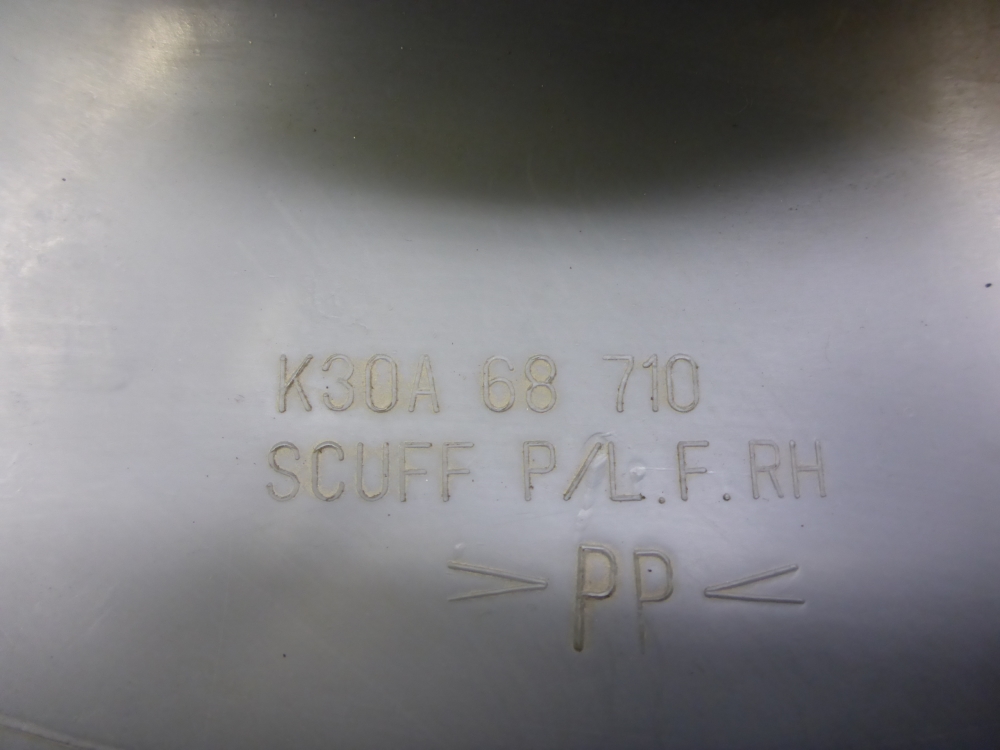 K30A 68 710
SCUFF P/L.F.RH
>PP<